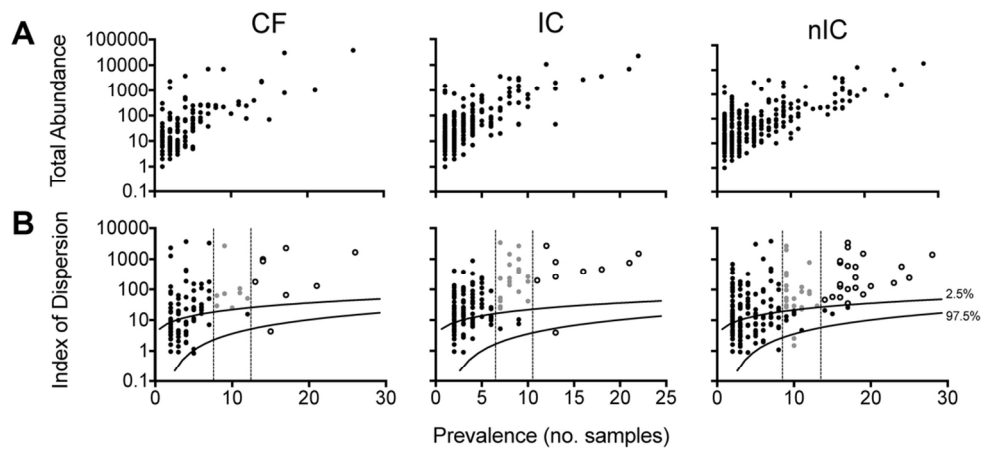 A
CF
IC
nIC
Total Abundance
100000
10000
1000
100
10
1
0.1
B
Index of Dispersion
10000
1000
100
10
1
0.1
2.5%
97.5%
0 10 20 30
0 5 10 15 20 25
0 10 20 30
Prevalence (no. samples)